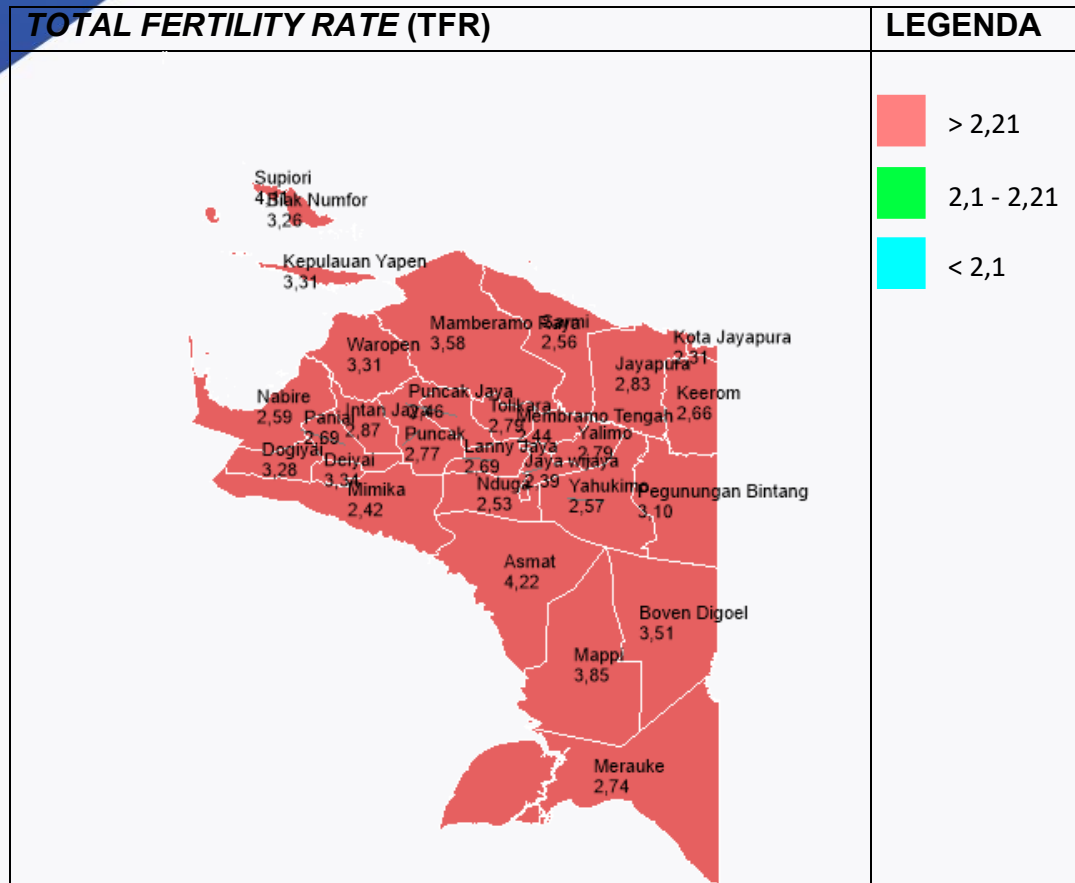 TOTAL FERTILITY RATE (TFR)
LEGENDA
> 2,21
2,1 - 2,21
< 2,1
Supiori
Biak Numfor
3,26
Kepulauan Yapen
3,31
Mamberamo Raya
3,58
Sarmi
2,56
Kota Jayapura
2,31
Waropen
3,31
Jayapura
2,83
Keerom
2,66
Nabire
2,59
Paniai
2,69
Intan Jaya
2,87
Puncak Jaya
2,46
Puncak
2,77
Tolikara
2,79
Membramo Tengah
2,44
Yalimo
2,79
Lanny Jaya
2,69
Jaya wijaya
2,39
Dogiyai
3,28
Deiyai
3,34
Mimika
2,42
Nduga
2,53
Yahukimo
2,57
Pegunungan Bintang
3,10
Asmat
4,22
Boven Digoel
3,51
Mappi
3,85
Merauke
2,74